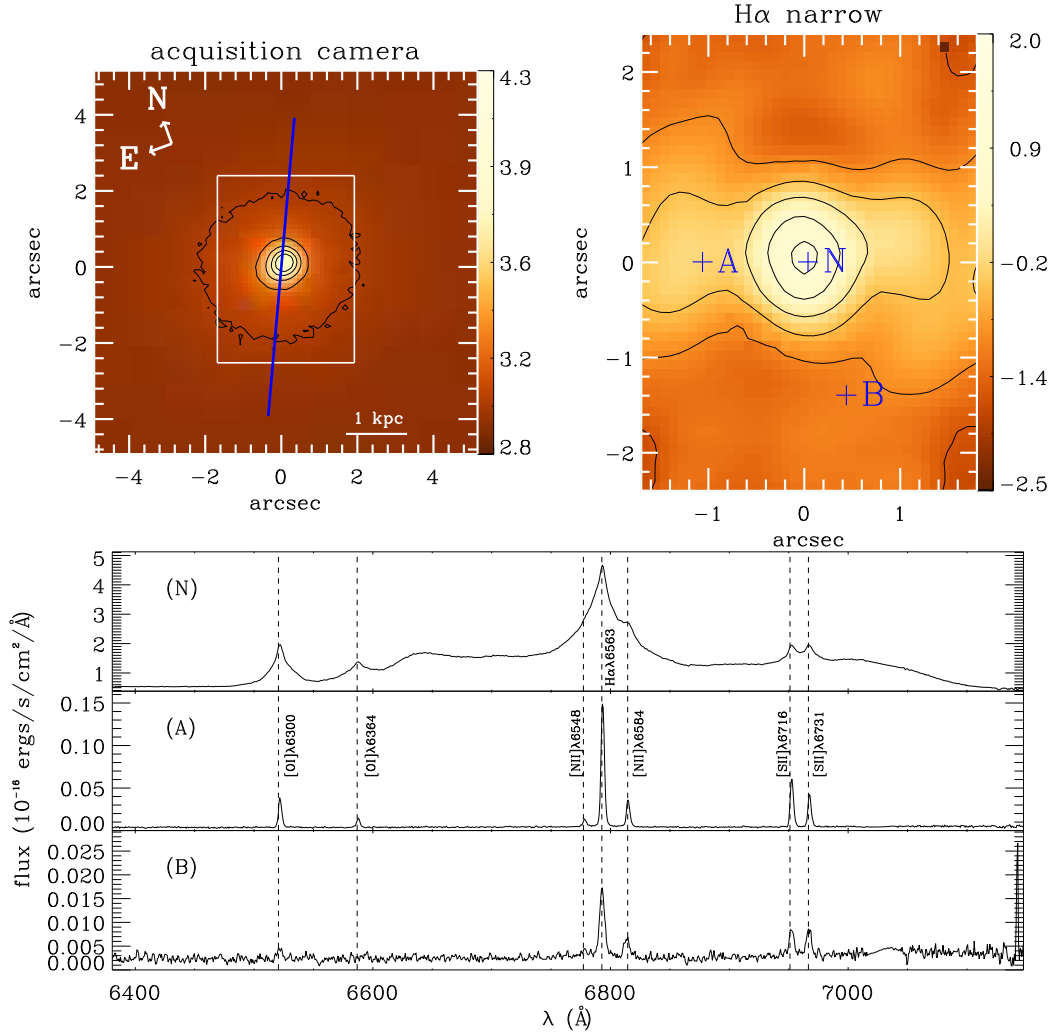 acquisition camera
Hα narrow
N
E
1 kpc
4
2
0
−2
−4
arcsec
−4
−2
0
2
4
arcsec
4.3
3.9
3.6
3.2
2.8
2
1
0
−1
−2
arcsec
+A
+N
+B
−1
0
1
arcsec
2.0
0.9
−0.2
−1.4
−2.5
(N)
5
4
3
2
1
Hαλ6563
(A)
0.15
0.10
0.05
0.00
[OI]λ6300
[OI]λ6364
[NII]λ6548
[NII]λ6584
[SII]λ6716
[SII]λ6731
(B)
0.025
0.020
0.015
0.010
0.005
0.000
flux (10⁻¹⁶ ergs/s/cm²/Å)
6400
6600
6800
7000
λ (Å)